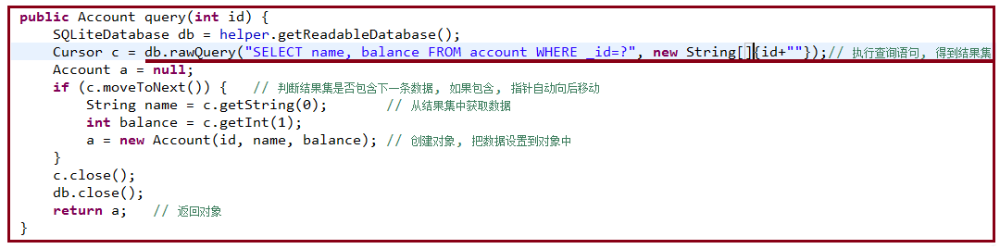 public Account query(int id) {
SQLiteDatabase db = helper.getReadableDatabase();
Cursor c = db.rawQuery("SELECT name, balance FROM account WHERE _id=?", new String[]{id+""});// 执行查询语句, 得到结果集
Account a = null;
if (c.moveToNext()) { // 判断结果集是否包含下一条数据, 如果包含, 指针自动向后移动
String name = c.getString(0); // 从结果集中获取数据
int balance = c.getInt(1);
a = new Account(id, name, balance); // 创建对象, 把数据设置到对象中
}
c.close();
db.close();
return a; // 返回对象
}